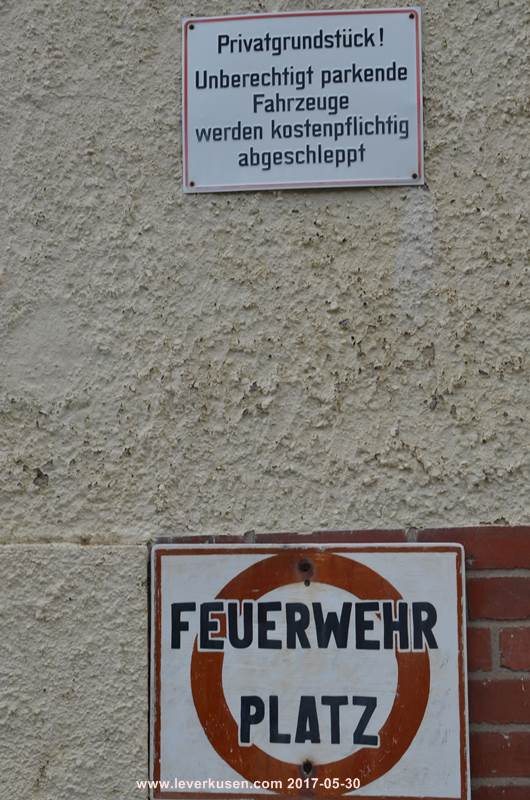 Privatgrundstück!
Unberechtigt parkende
Fahrzeuge
werden kostenpflichtig
abgeschleppt
FEUERWEHR
PLATZ
www.leverkusen.com 2017-05-30